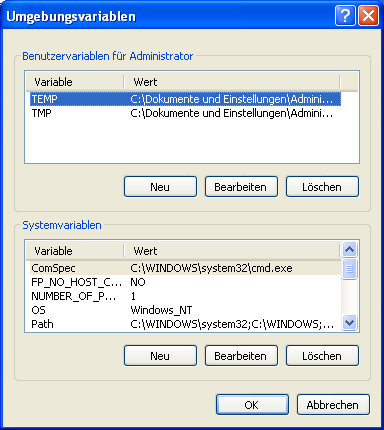 Umgebungsvariablen
Benutzervariablen für Administrator
Variable Wert
TEMP C:\Dokumente und Einstellungen\Admini...
TMP C:\Dokumente und Einstellungen\Admini...
Neu Bearbeiten Löschen
Systemvariablen
Variable Wert
ComSpec C:\WINDOWS\system32\cmd.exe
FP_NO_HOST_C... NO
NUMBER_OF_P... 1
OS Windows_NT
Path C:\WINDOWS\system32;C:\WINDOWS;...
Neu Bearbeiten Löschen
OK Abbrechen